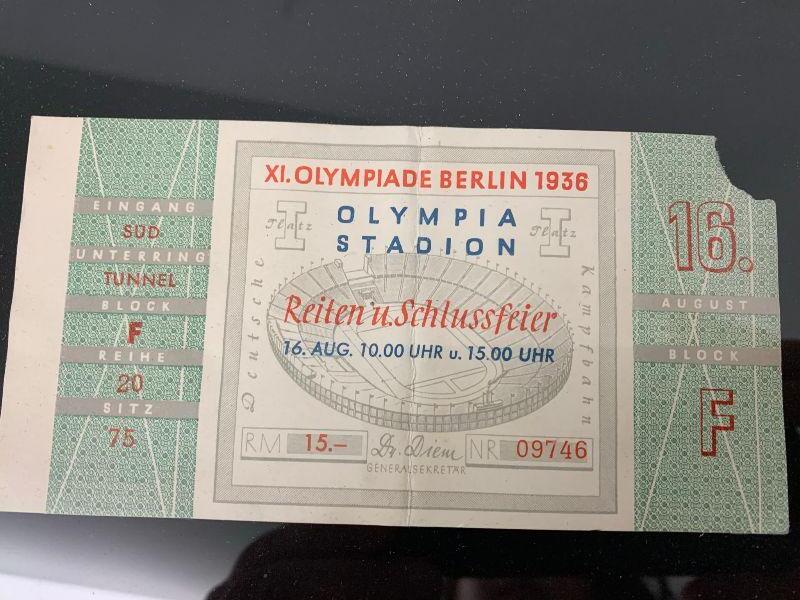 EINGANG
SÜD
UNTERRING
TUNNEL
BLOCK
F
REIHE
20
SITZ
75
XI. OLYMPIADE BERLIN 1936
I Platz
OLYMPIA
STADION
I Platz
Deutsche
Kampfbahn
Reiten u. Schlussfeier
16. AUG. 10.00 UHR u. 15.00 UHR
RM 15.–
Dr. Diem
GENERALSEKRETÄR
NR 09746
16.
AUGUST
BLOCK
F